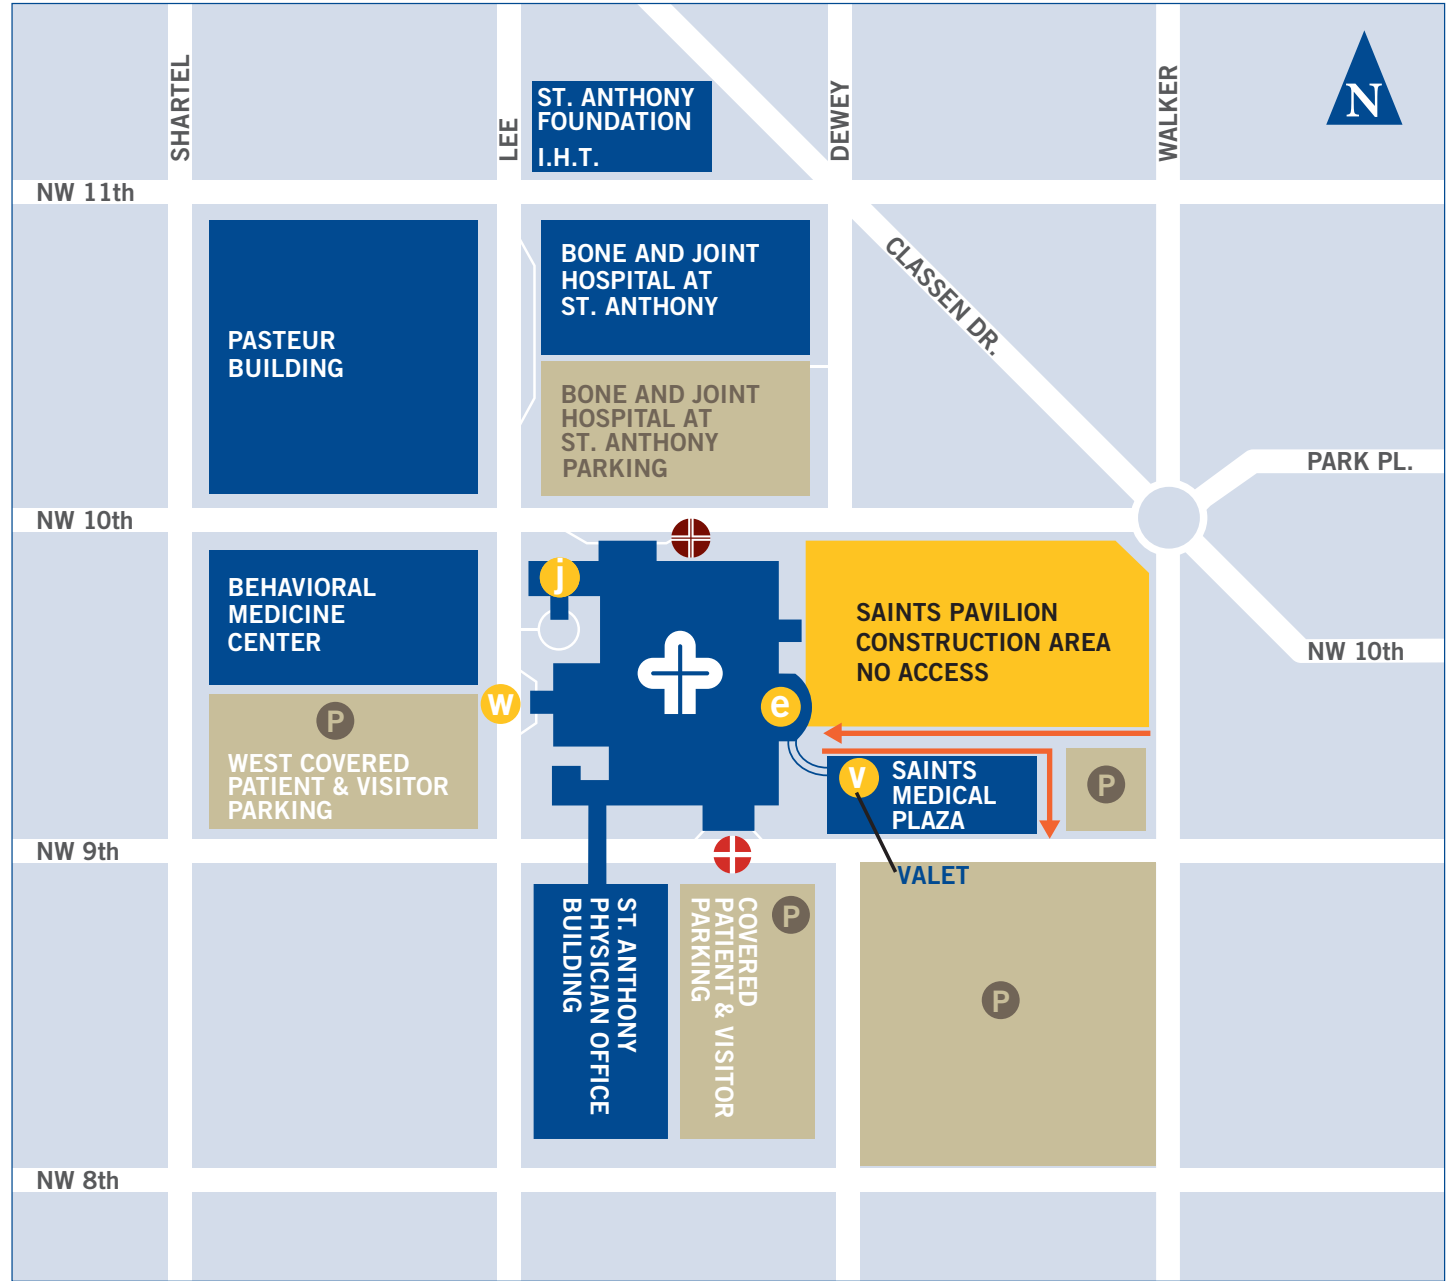 SHARTEL
LEE
ST. ANTHONY
FOUNDATION
I.H.T.
DEWEY
WALKER
N
NW 11th
PASTEUR
BUILDING
BONE AND JOINT
HOSPITAL AT
ST. ANTHONY
CLASSEN DR.
BONE AND JOINT
HOSPITAL AT
ST. ANTHONY
PARKING
PARK PL.
NW 10th
BEHAVIORAL
MEDICINE
CENTER
j
SAINTS PAVILION
CONSTRUCTION AREA
NO ACCESS
NW 10th
w
e
P
WEST COVERED
PATIENT & VISITOR
PARKING
v
SAINTS
MEDICAL
PLAZA
P
NW 9th
VALET
ST. ANTHONY
PHYSICIAN OFFICE
BUILDING
COVERED
PATIENT & VISITOR
PARKING
P
P
NW 8th